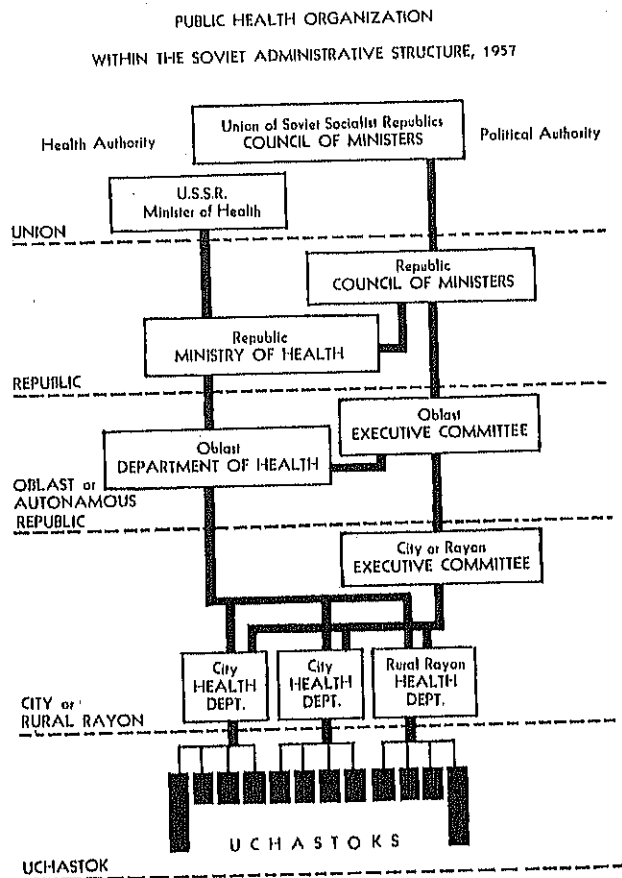 PUBLIC HEALTH ORGANIZATION
WITHIN THE SOVIET ADMINISTRATIVE STRUCTURE, 1957
Health Authority
Union of Soviet Socialist Republics
COUNCIL OF MINISTERS
Political Authority
U.S.S.R.
Minister of Health
UNION
Republic
COUNCIL OF MINISTERS
Republic
MINISTRY OF HEALTH
REPUBLIC
Oblast
EXECUTIVE COMMITTEE
Oblast
DEPARTMENT OF HEALTH
OBLAST or
AUTONAMOUS
REPUBLIC
City or Rayon
EXECUTIVE COMMITTEE
City
HEALTH
DEPT.
City
HEALTH
DEPT.
Rural Rayon
HEALTH
DEPT.
CITY or
RURAL RAYON
UCHASTOKS
UCHASTOK